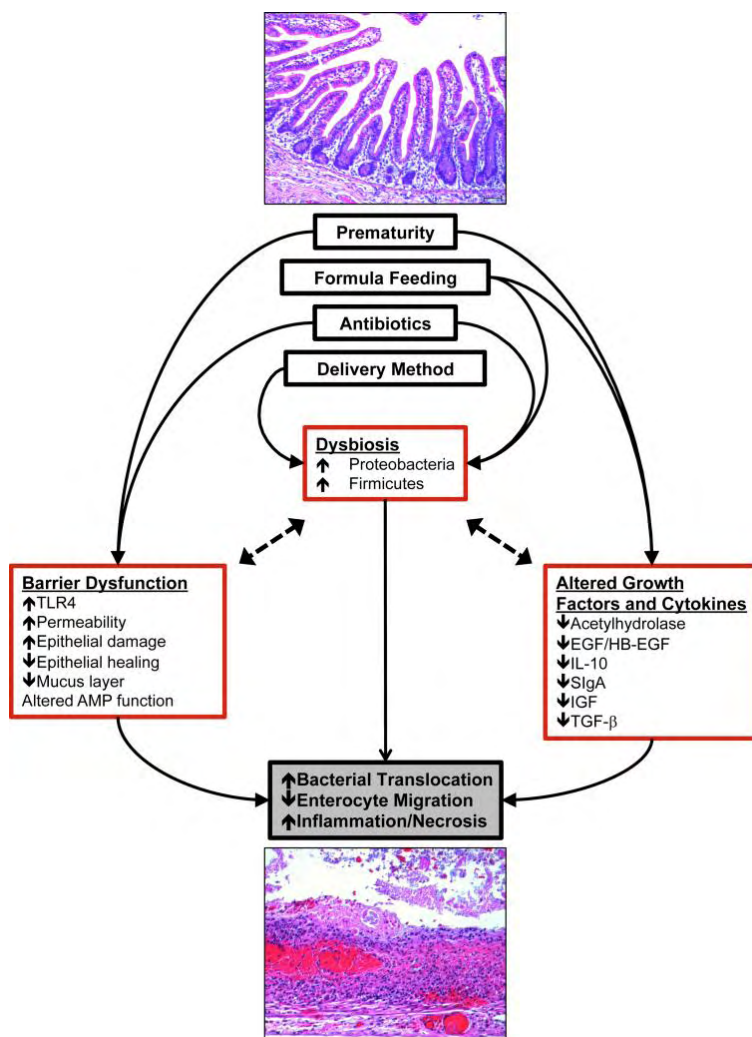 Prematurity
Formula Feeding
Antibiotics
Delivery Method
Dysbiosis
↑ Proteobacteria
↑ Firmicutes
Barrier Dysfunction
↑TLR4
↑Permeability
↑Epithelial damage
↓Epithelial healing
↓Mucus layer
Altered AMP function
Altered Growth
Factors and Cytokines
↓Acetylhydrolase
↓EGF/HB-EGF
↓IL-10
↓SIgA
↓IGF
↓TGF-β
↑Bacterial Translocation
↓Enterocyte Migration
↑Inflammation/Necrosis